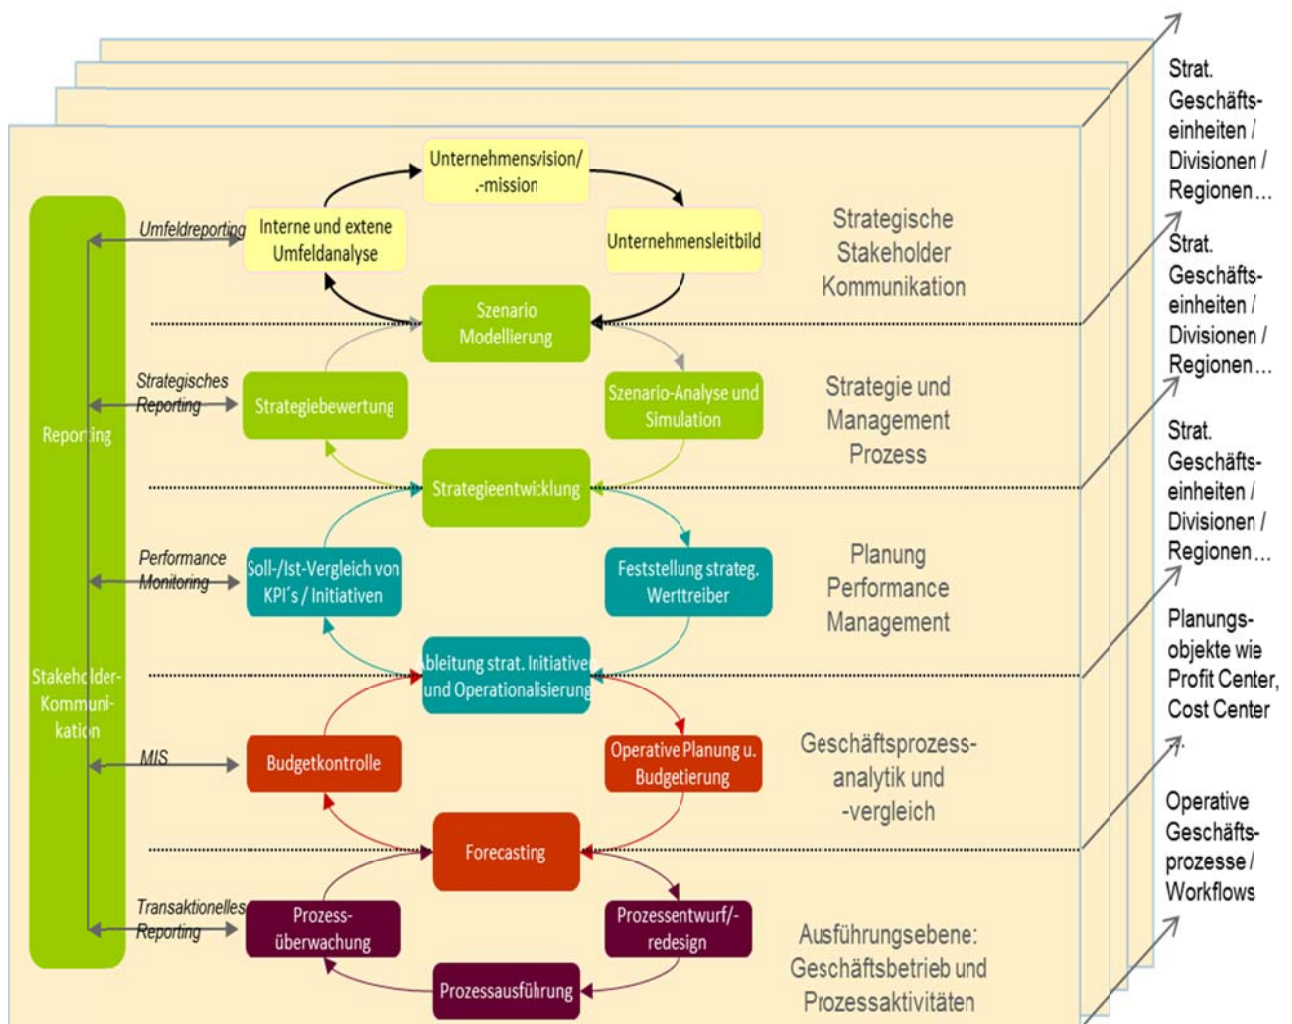 Strat.
Geschäfts-
einheiten /
Divisionen /
Regionen...
Unternehmensvision/
.-mission
Umfeldreporting
Interne und extene
Umfeldanalyse
Unternehmensleitbild
Strategische
Stakeholder
Kommunikation
Strat.
Geschäfts-
einheiten /
Divisionen /
Regionen...
Szenario
Modellierung
Strategisches
Reporting
Strategiebewertung
Szenario-Analyse und
Simulation
Strategie und
Management
Prozess
Reporting
Strat.
Geschäfts-
einheiten /
Divisionen /
Regionen...
Strategieentwicklung
Performance
Monitoring
Soll-/Ist-Vergleich von
KPI´s / Initiativen
Feststellung strateg.
Werttreiber
Planung
Performance
Management
Planungs-
objekte wie
Profit Center,
Cost Center
...
Stakeholder-
Kommuni-
kation
Ableitung strat. Initiativen
und Operationalisierung
MIS
Budgetkontrolle
Operative Planung u.
Budgetierung
Geschäftsprozess-
analytik und
-vergleich
Operative
Geschäfts-
prozesse /
Workflows
Forecasting
Transaktionelles
Reporting
Prozess-
überwachung
Prozessentwurf/-
redesign
Prozessausführung
Ausführungsebene:
Geschäftsbetrieb und
Prozessaktivitäten